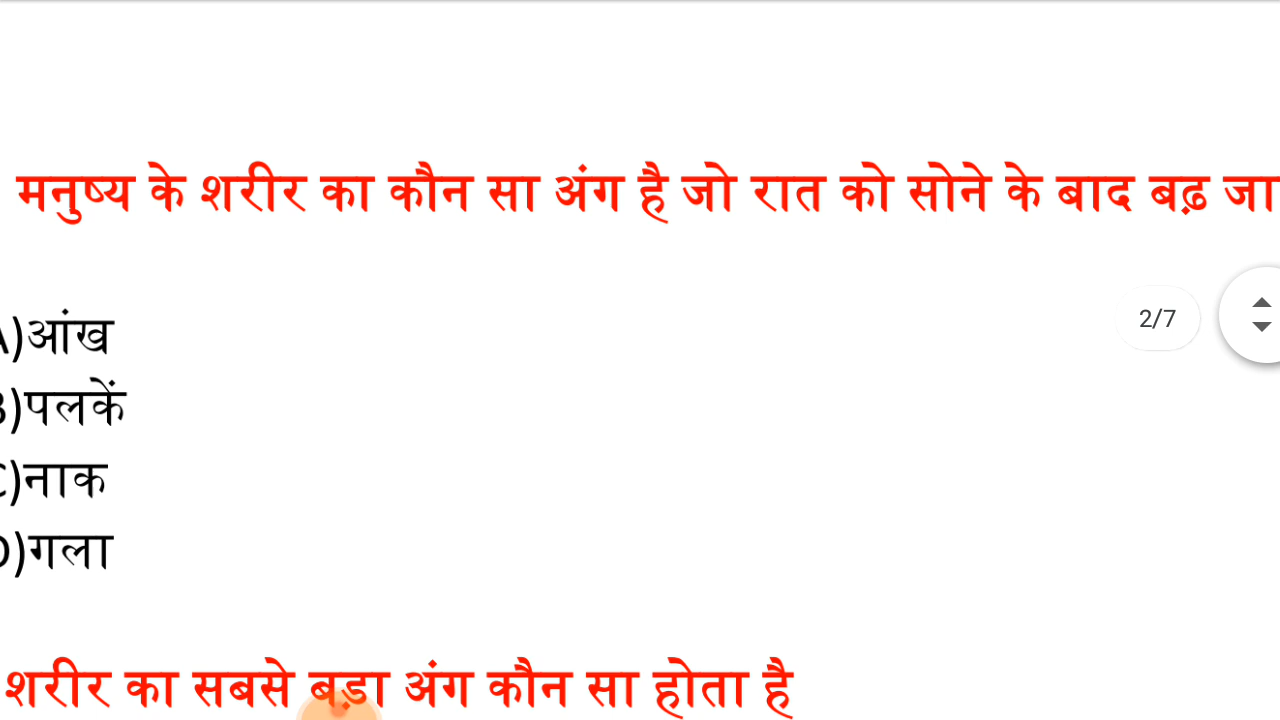 मनुष्य के शरीर का कौन सा अंग है जो रात को सोने के बाद बढ़ जा
2/7
A)आंख
B)पलकें
C)नाक
D)गला
शरीर का सबसे बड़ा अंग कौन सा होता है